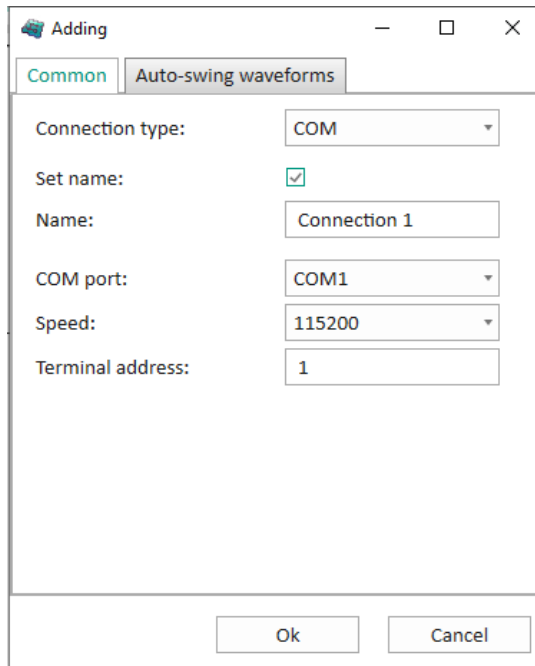 Adding
Common Auto-swing waveforms
Connection type: COM
Set name:
Name: Connection 1
COM port: COM1
Speed: 115200
Terminal address: 1
Ok Cancel